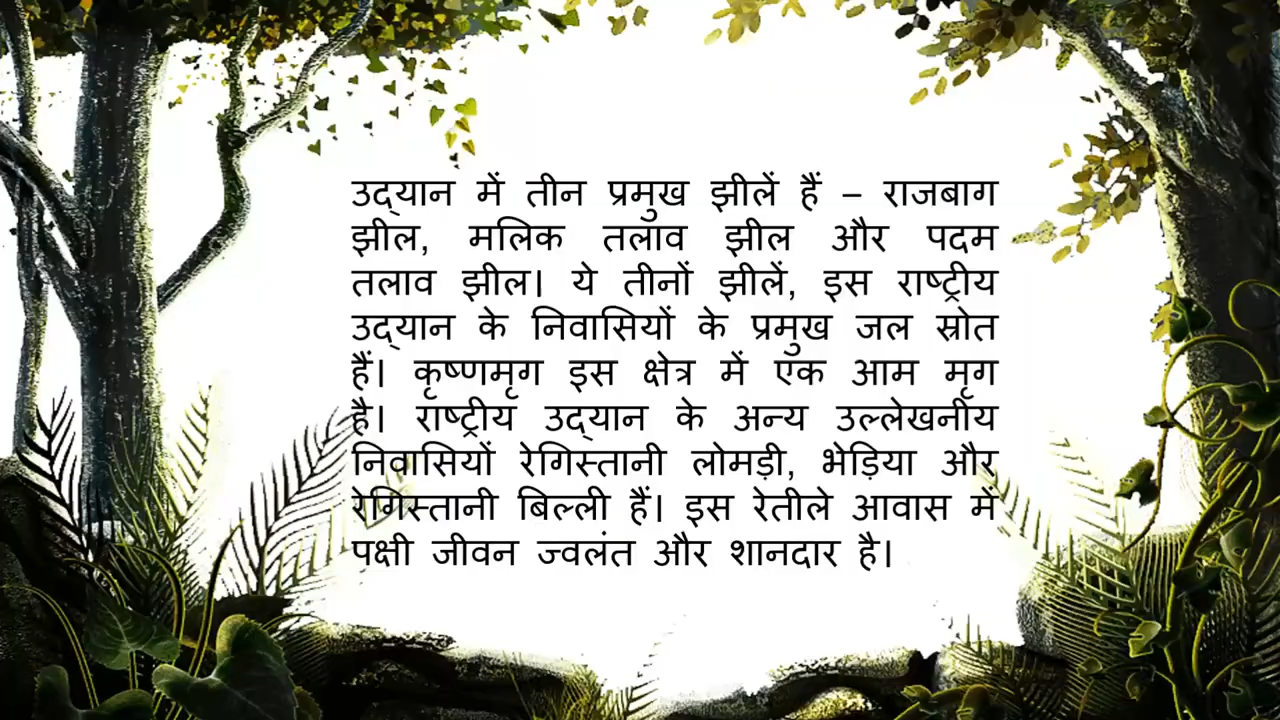 उद्यान में तीन प्रमुख झीलें हैं – राजबाग
झील, मलिक तलाव झील और पदम
तलाव झील। ये तीनों झीलें, इस राष्ट्रीय
उद्यान के निवासियों के प्रमुख जल स्रोत
हैं। कृष्णमृग इस क्षेत्र में एक आम मृग
है। राष्ट्रीय उद्यान के अन्य उल्लेखनीय
निवासियों रेगिस्तानी लोमड़ी, भेड़िया और
रेगिस्तानी बिल्ली हैं। इस रेतीले आवास में
पक्षी जीवन ज्वलंत और शानदार है।